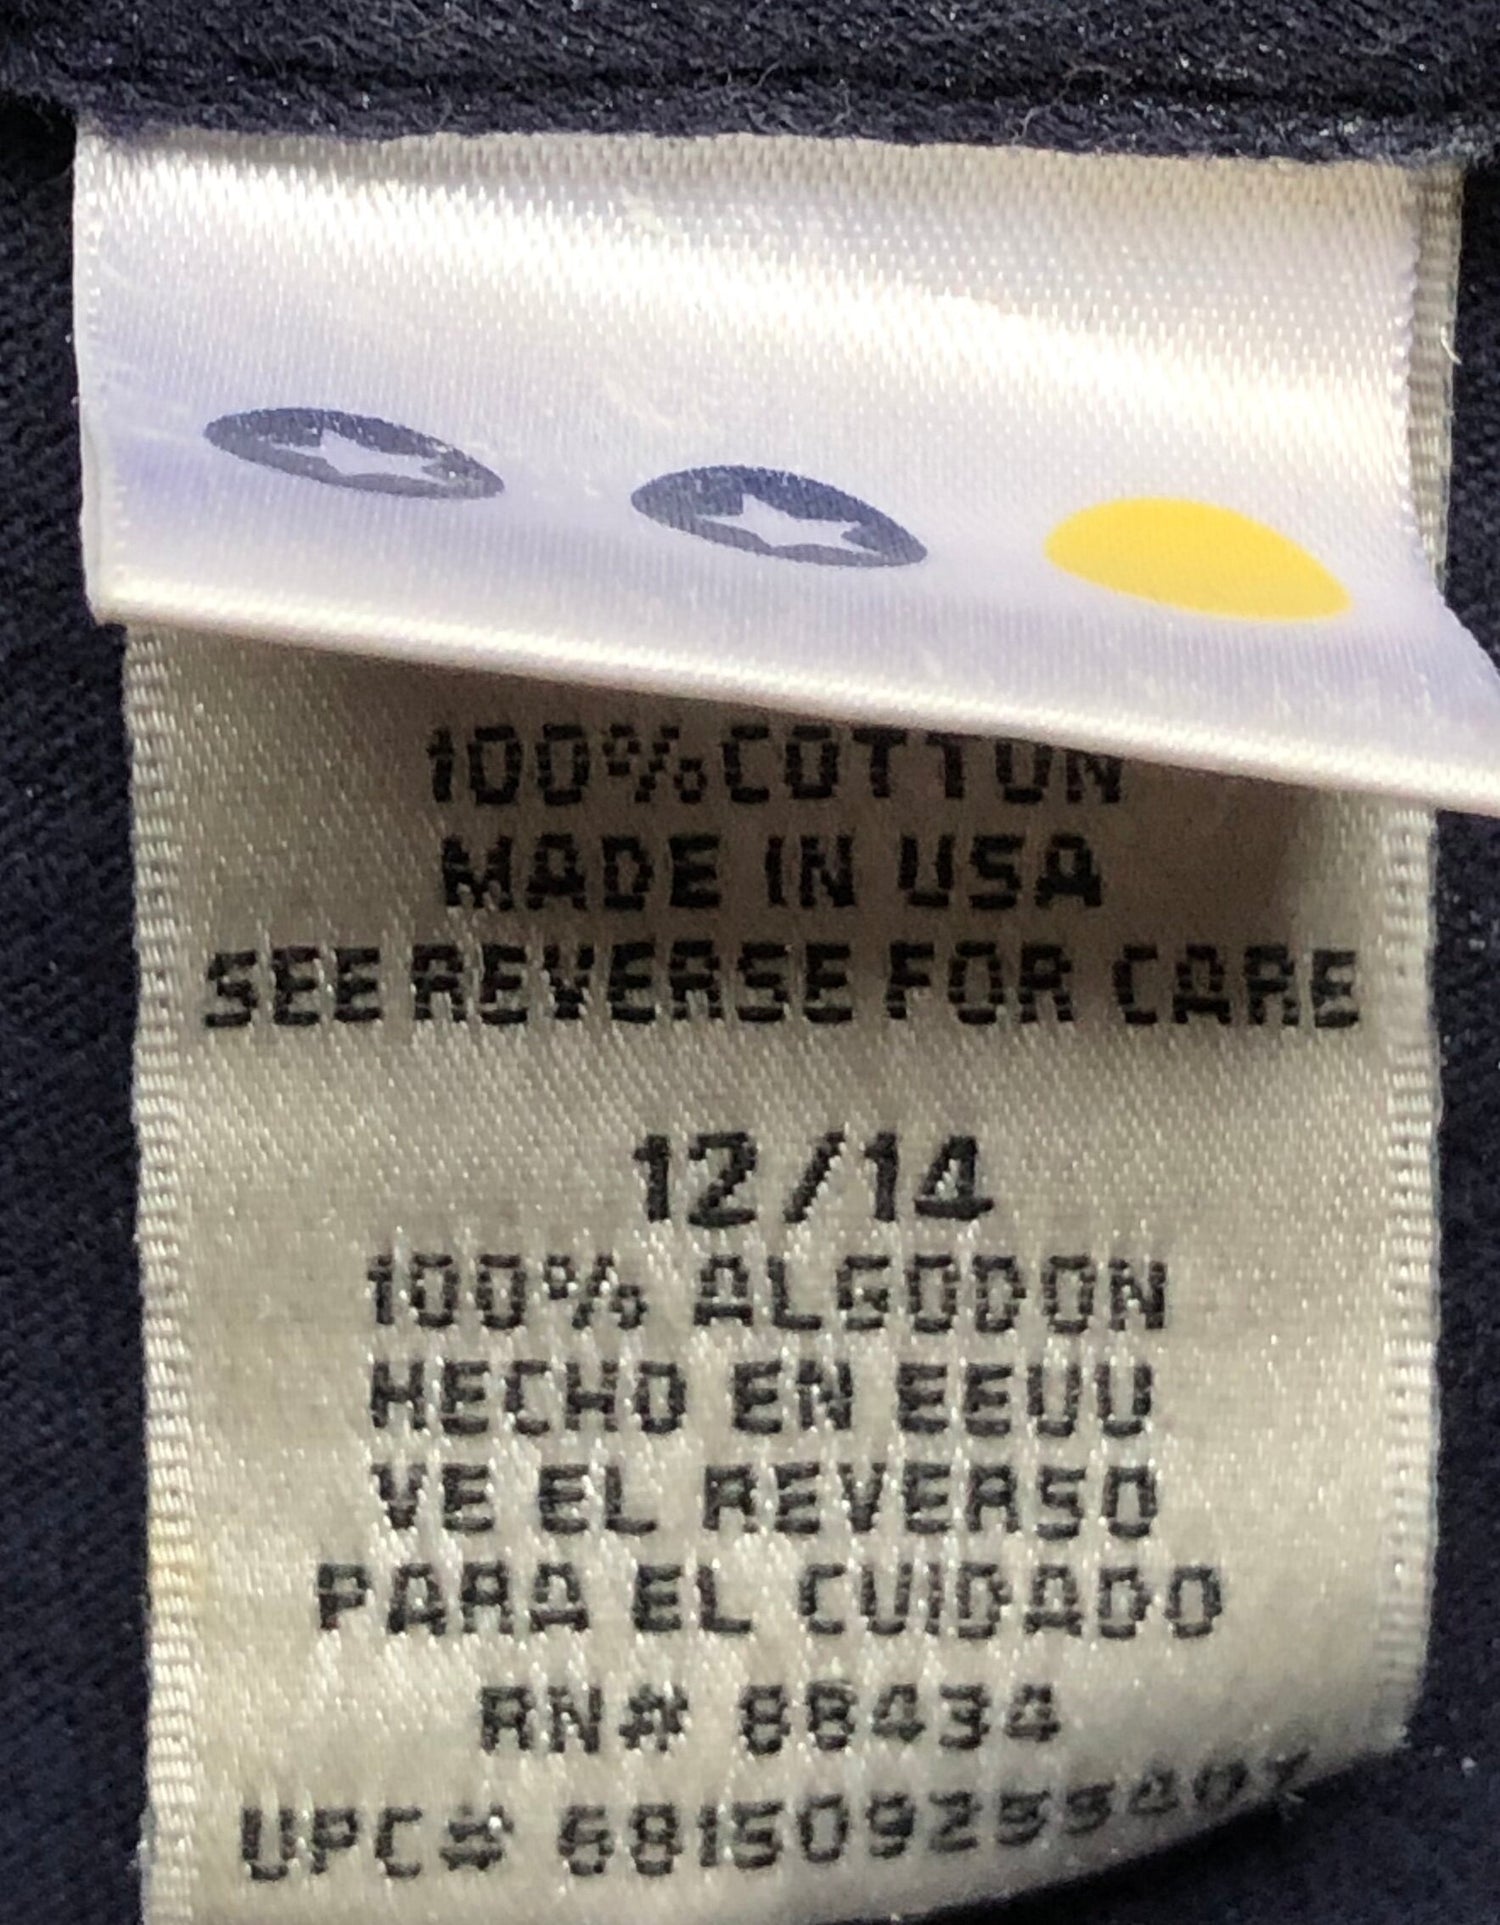 100% COTTON
MADE IN USA
SEE REVERSE FOR CARE
12/14
100% ALGODON
HECHO EN EEUU
VE EL REVERSO
PARA EL CUIDADO
RN# 88434
UPC#